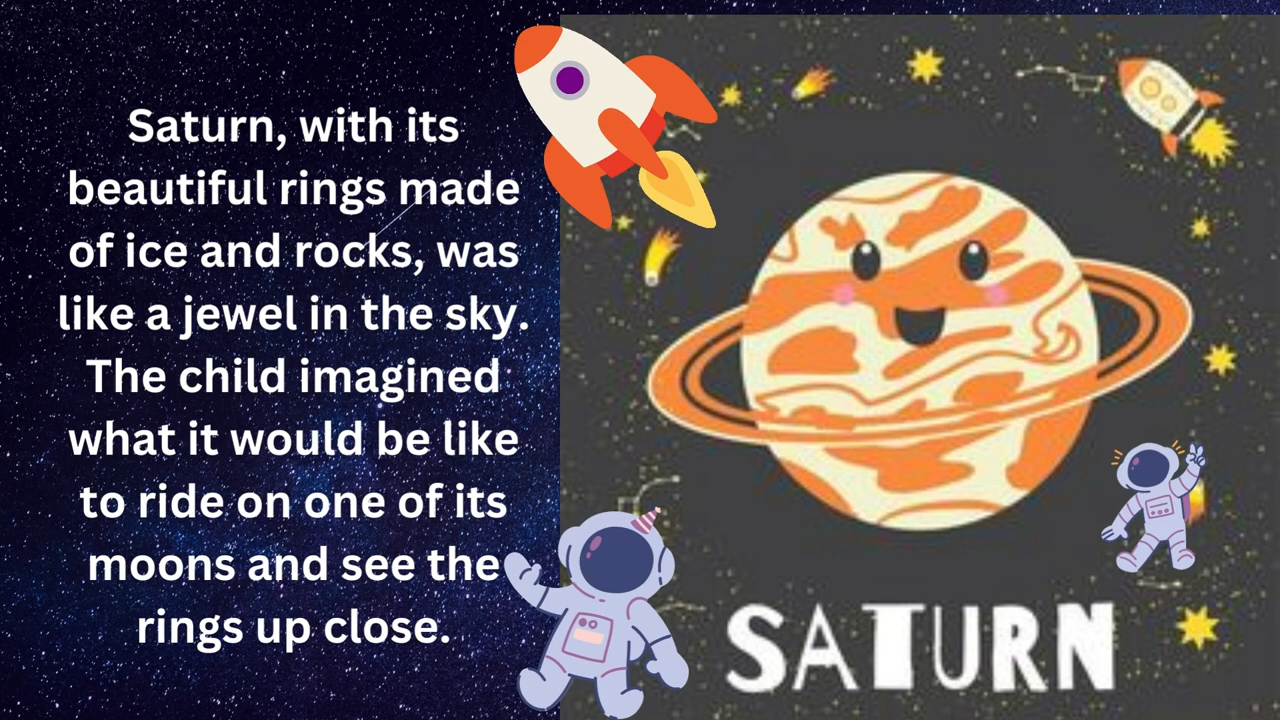 Saturn, with its
beautiful rings made
of ice and rocks, was
like a jewel in the sky.
The child imagined
what it would be like
to ride on one of its
moons and see the
rings up close.
SATURN